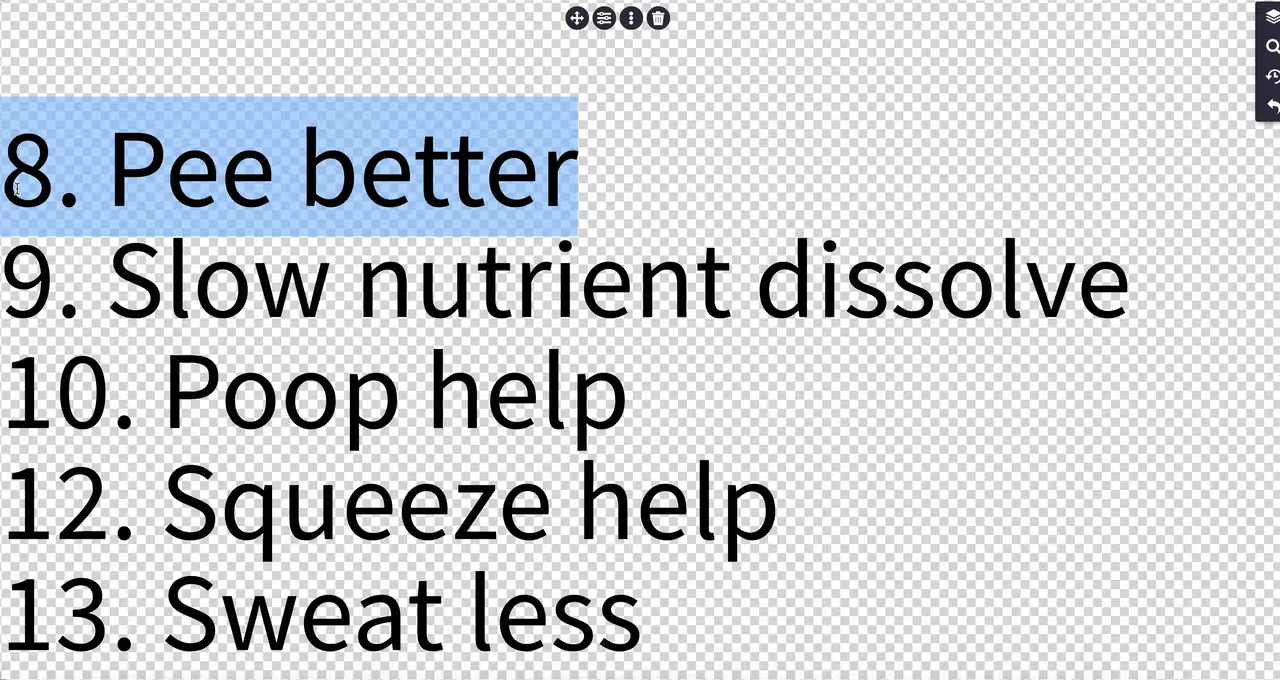 8. Pee better
9. Slow nutrient dissolve
10. Poop help
12. Squeeze help
13. Sweat less